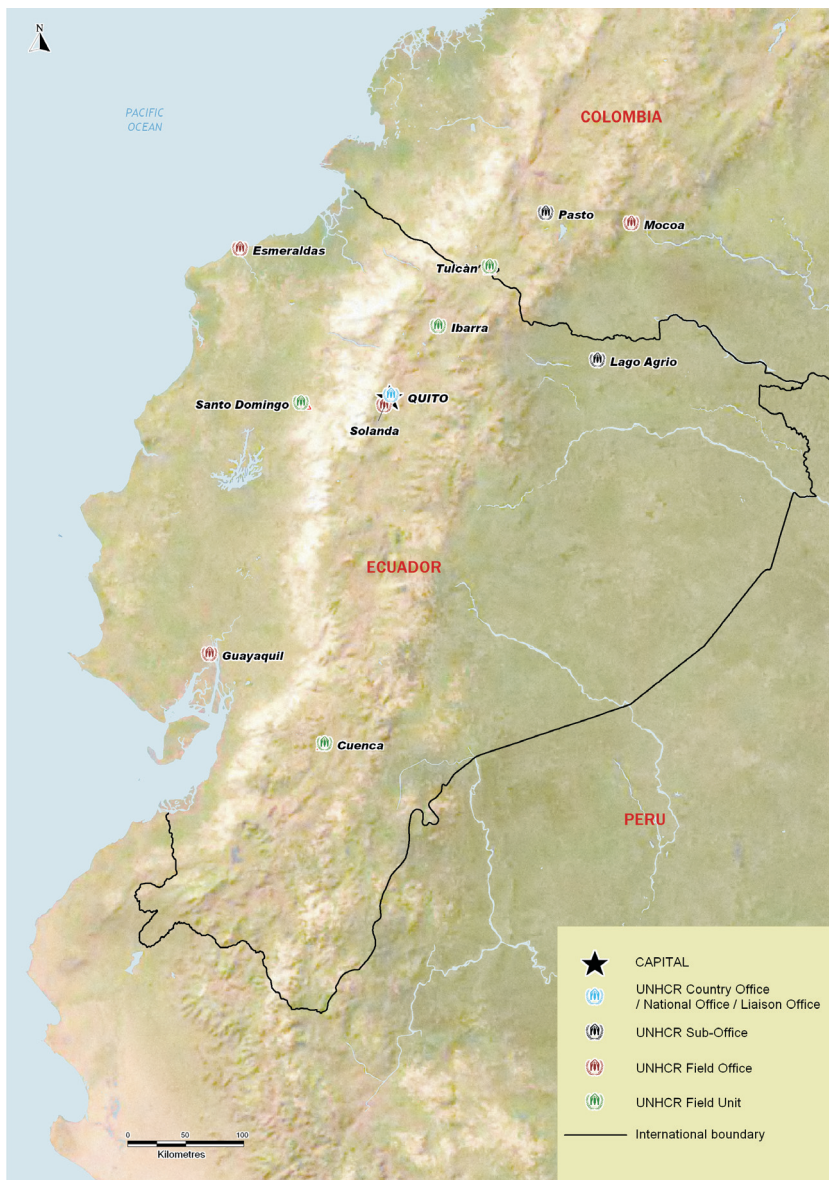 N
PACIFIC
OCEAN
COLOMBIA
Pasto
Mocoa
Esmeraldas
Tulcàn
Ibarra
Lago Agrio
Santo Domingo
QUITO
Solanda
ECUADOR
Guayaquil
Cuenca
PERU
CAPITAL
UNHCR Country Office
/ National Office / Liaison Office
UNHCR Sub-Office
UNHCR Field Office
UNHCR Field Unit
International boundary
0 50 100
Kilometres